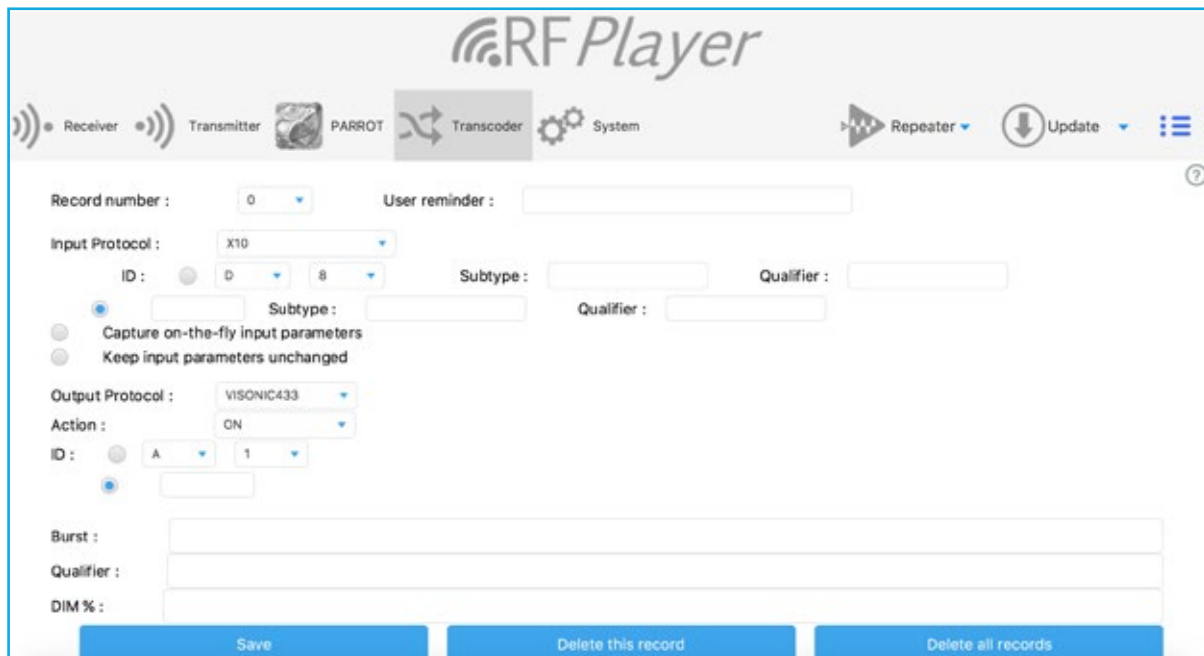 RFPlayer
Receiver Transmitter PARROT Transcoder System Repeater Update
?
Record number : 0 User reminder :
Input Protocol : X10
ID : D 8 Subtype : Qualifier :
Subtype : Qualifier :
Capture on-the-fly input parameters
Keep input parameters unchanged
Output Protocol : VISONIC433
Action : ON
ID : A 1
Burst :
Qualifier :
DIM % :
Save Delete this record Delete all records